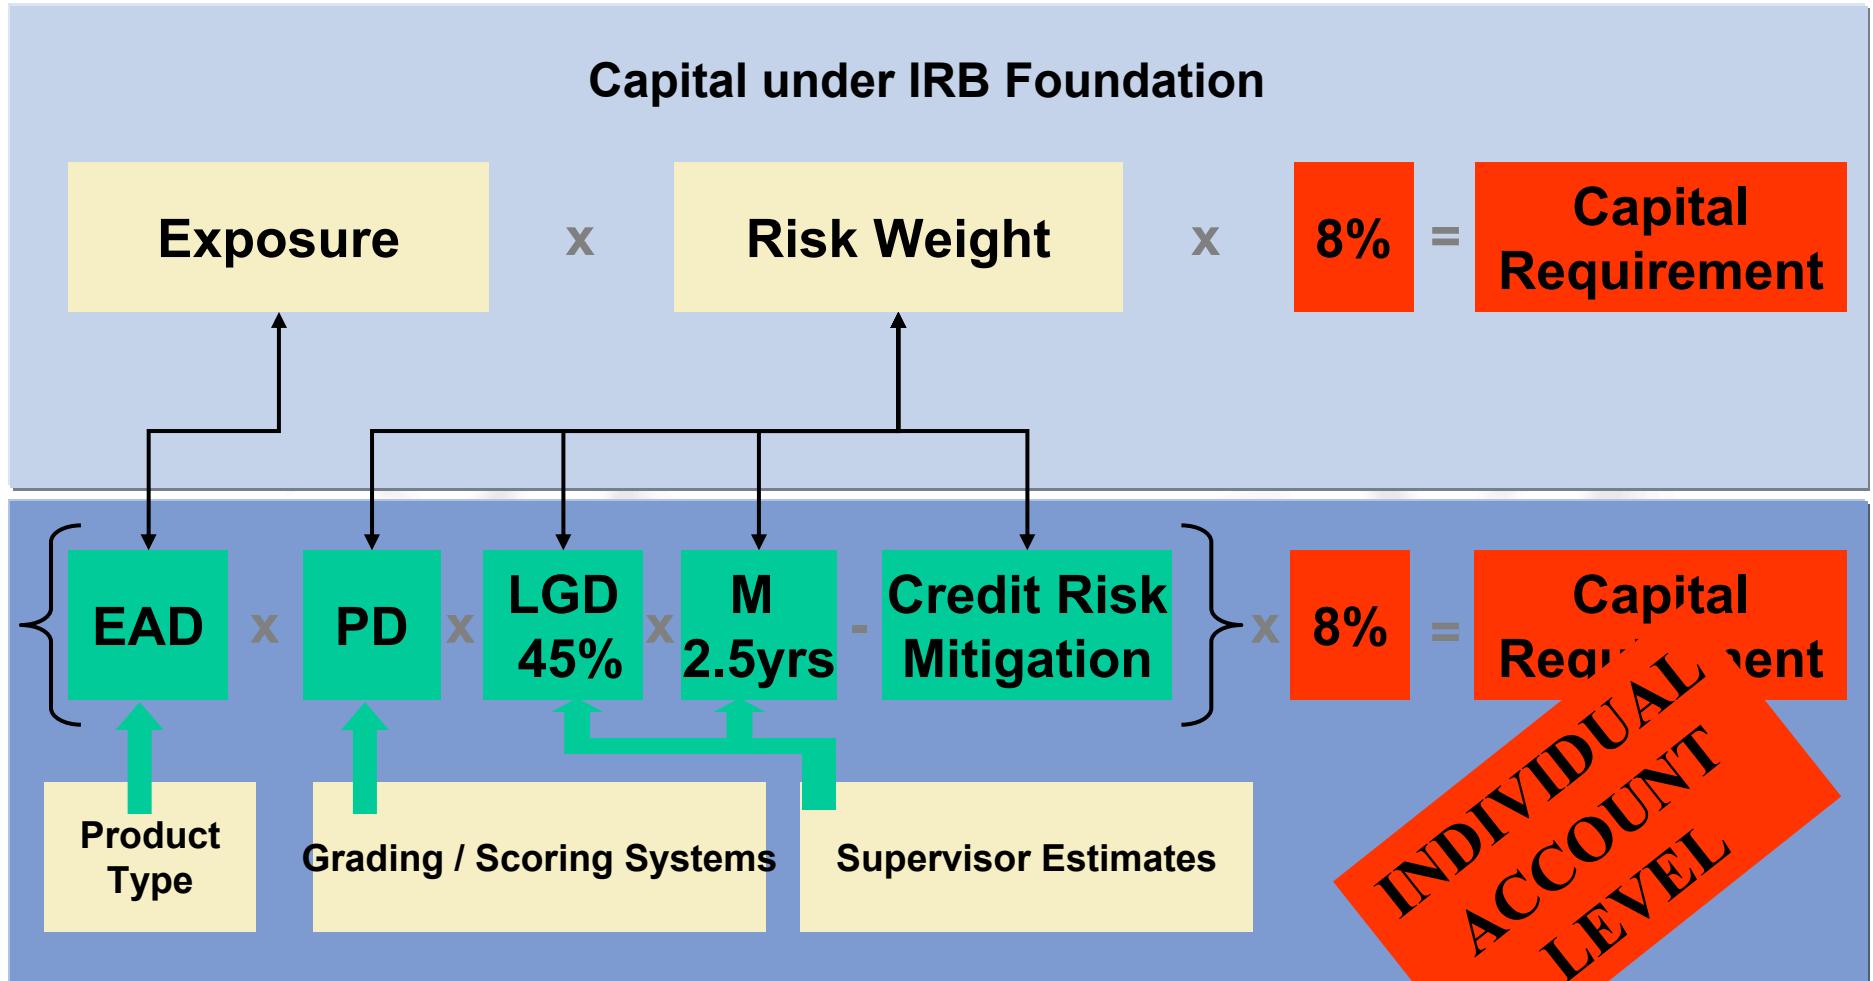 Capital under IRB Foundation
Exposure x Risk Weight x 8% = Capital
Requirement
EAD x PD x LGD
45% x M
2.5yrs - Credit Risk
Mitigation x 8% = Capital
Product
Type
Grading / Scoring Systems
Supervisor Estimates
INDIVIDUAL
ACCOUNT
LEVEL